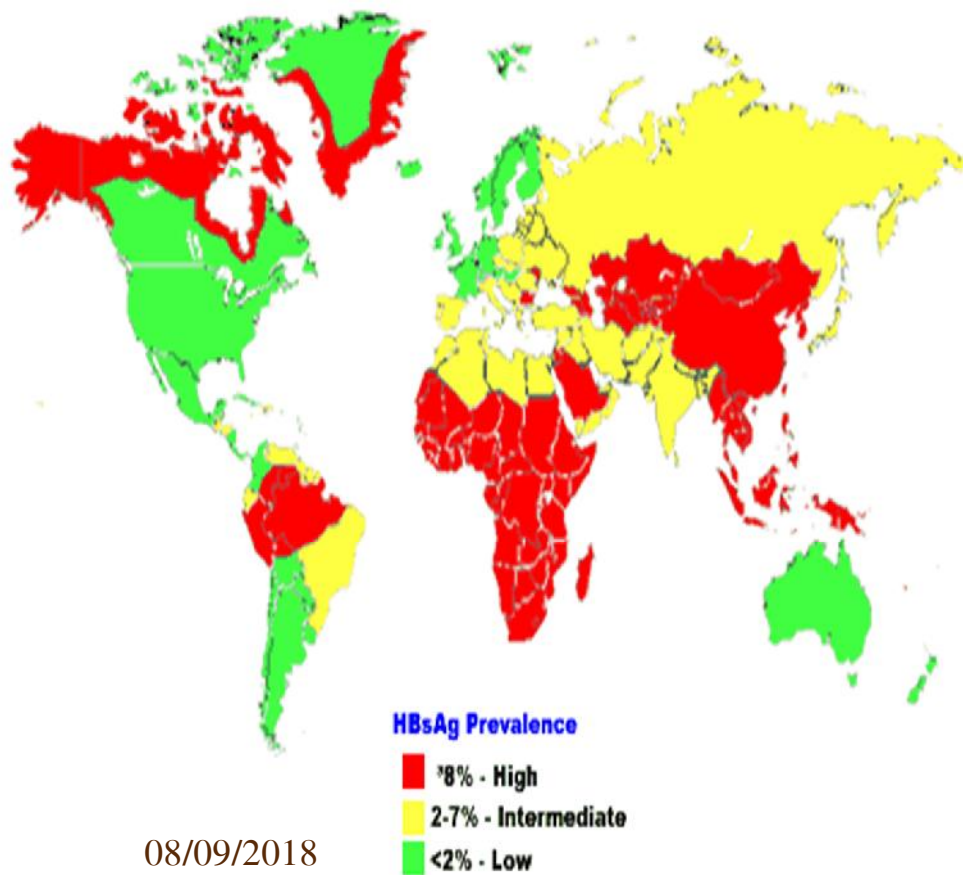 HBsAg Prevalence
³8% - High
2-7% - Intermediate
<2% - Low
08/09/2018